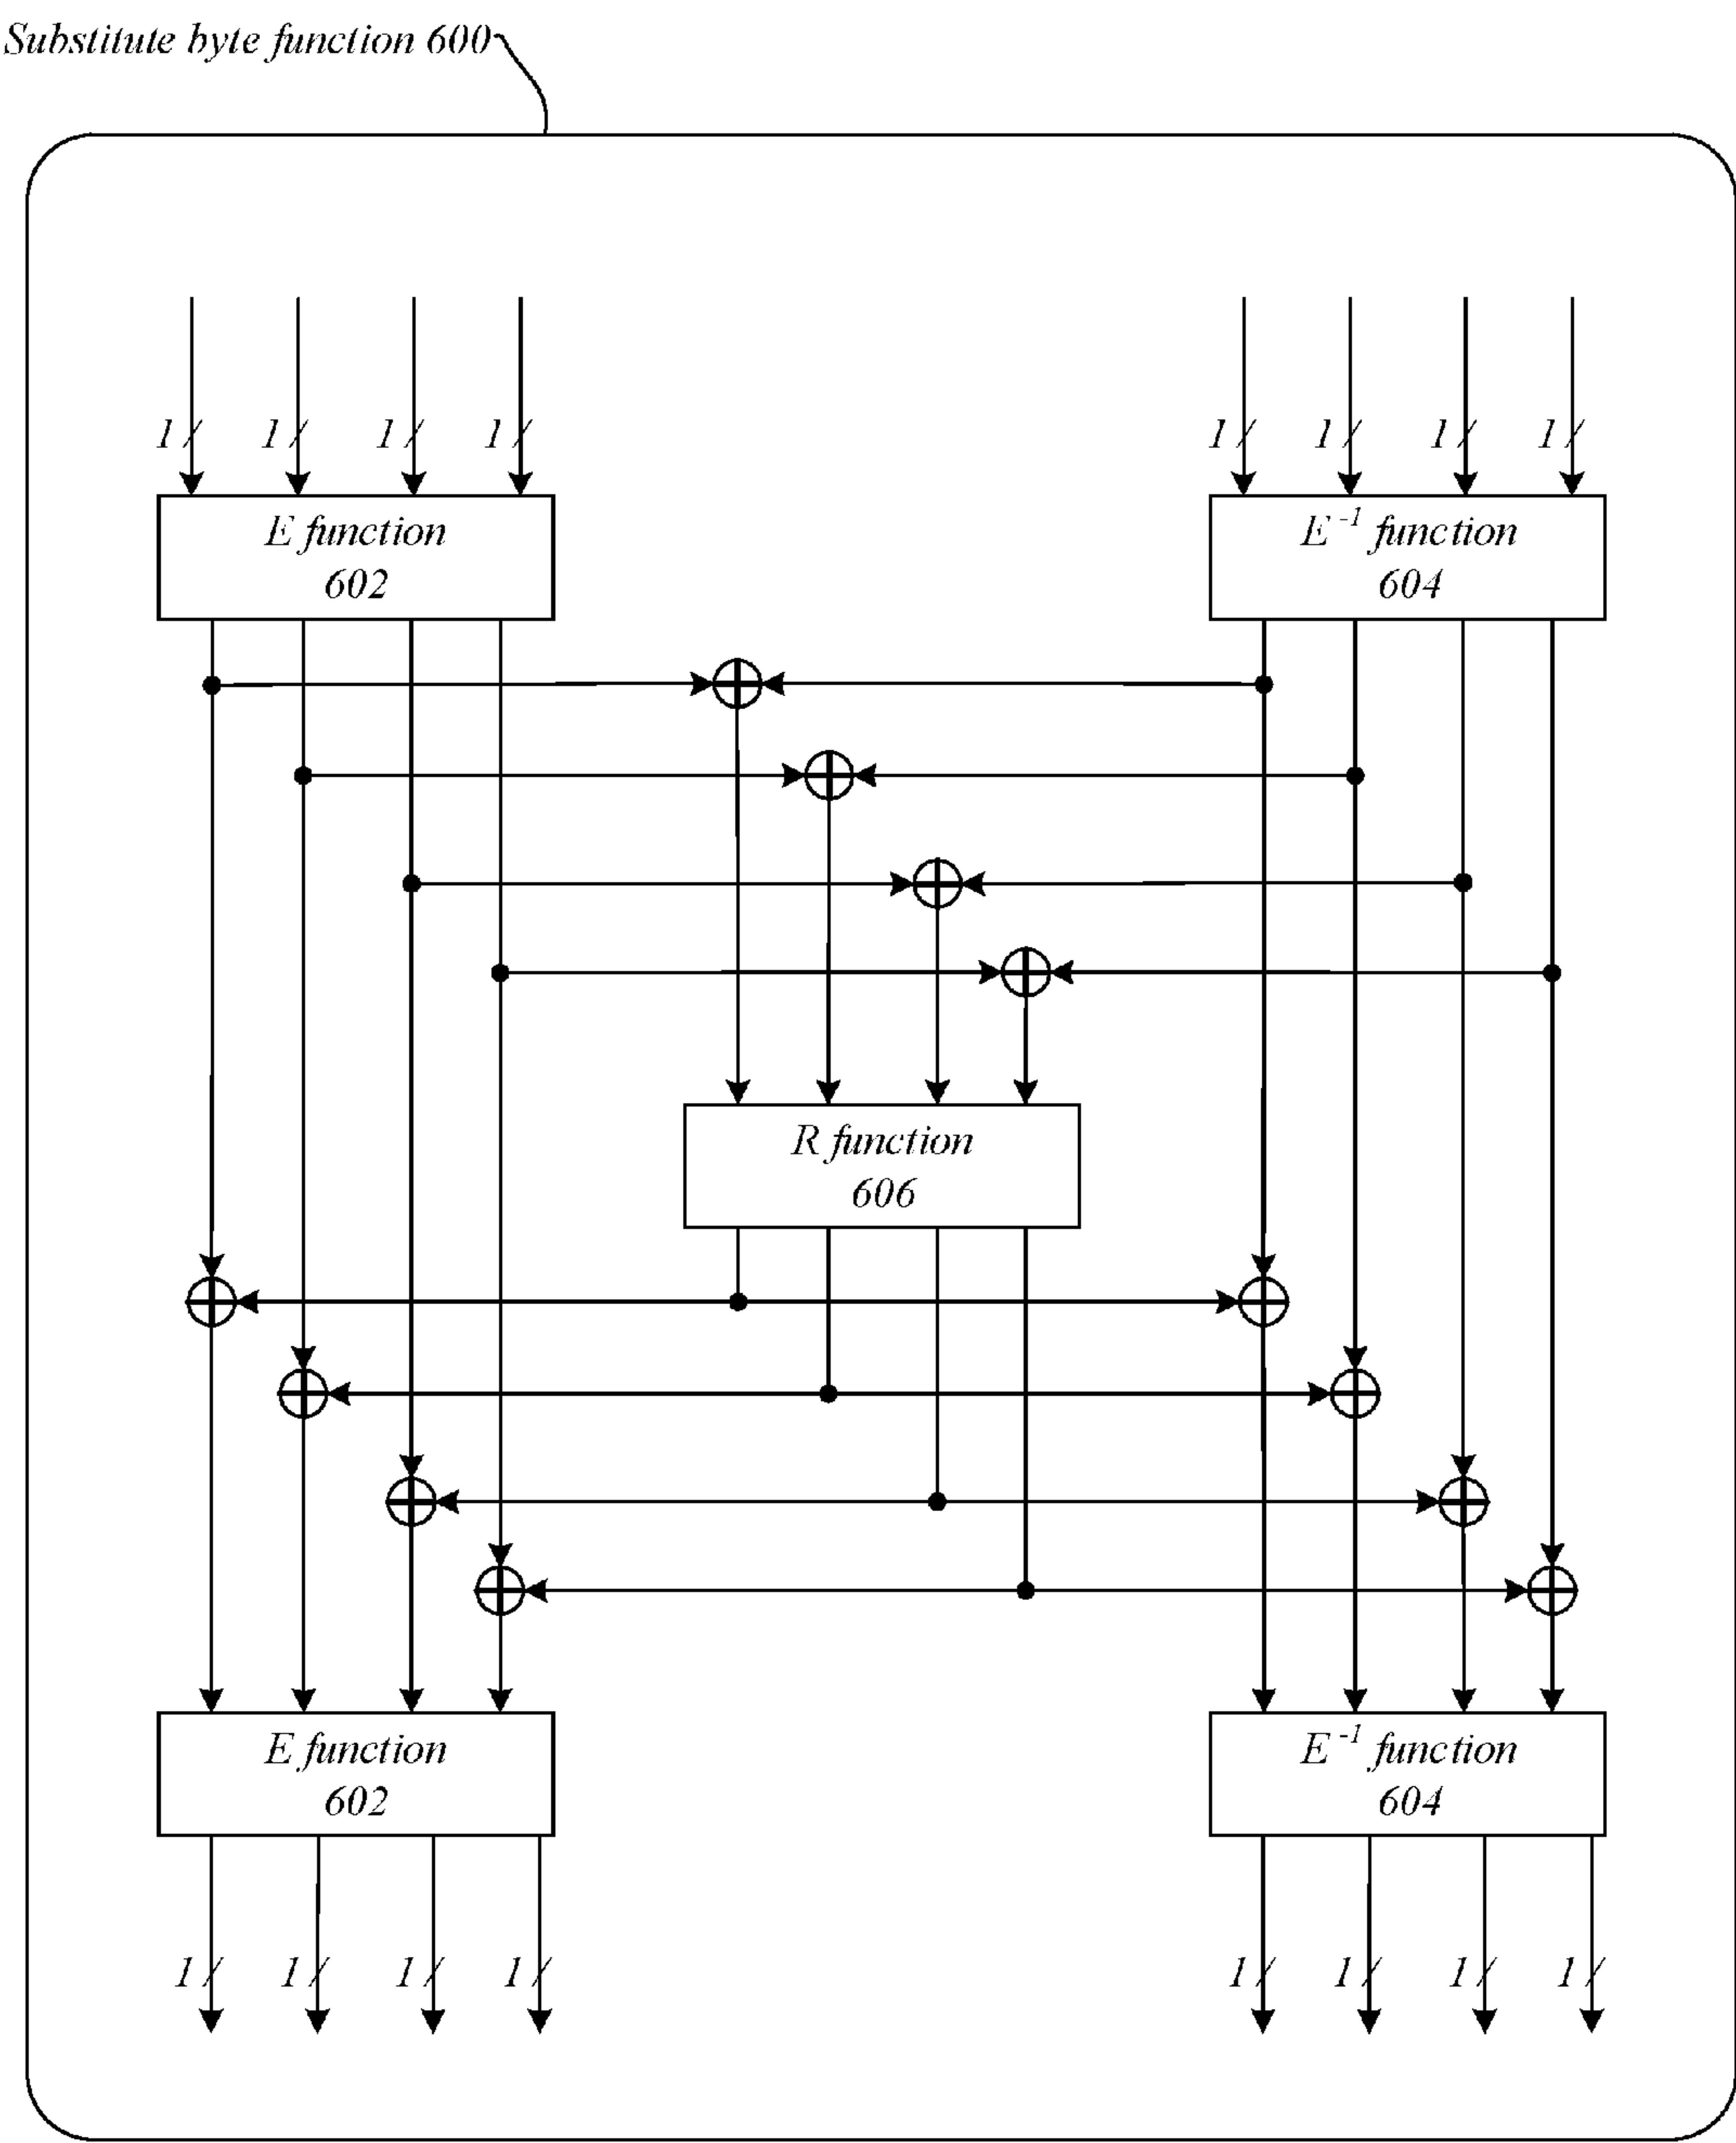 Substitute byte function 600
1/ 1/ 1/ 1/ 1/ 1/ 1/ 1/
E function
602
E⁻¹ function
604
R function
606
E function
602
E⁻¹ function
604
1/ 1/ 1/ 1/ 1/ 1/ 1/ 1/